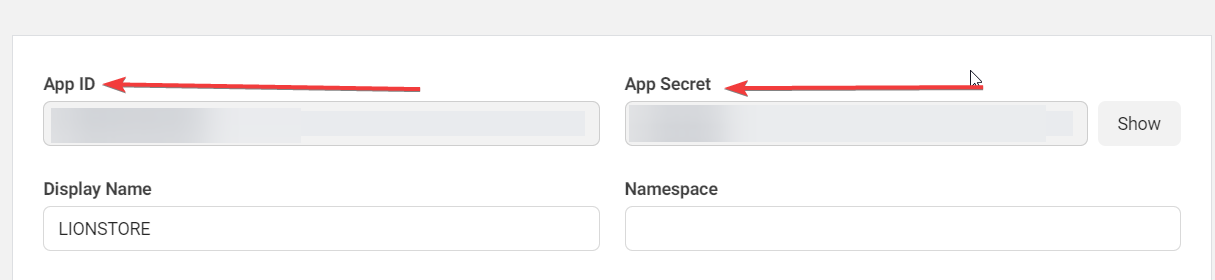 App ID
App Secret
Show
Display Name
Namespace
LIONSTORE